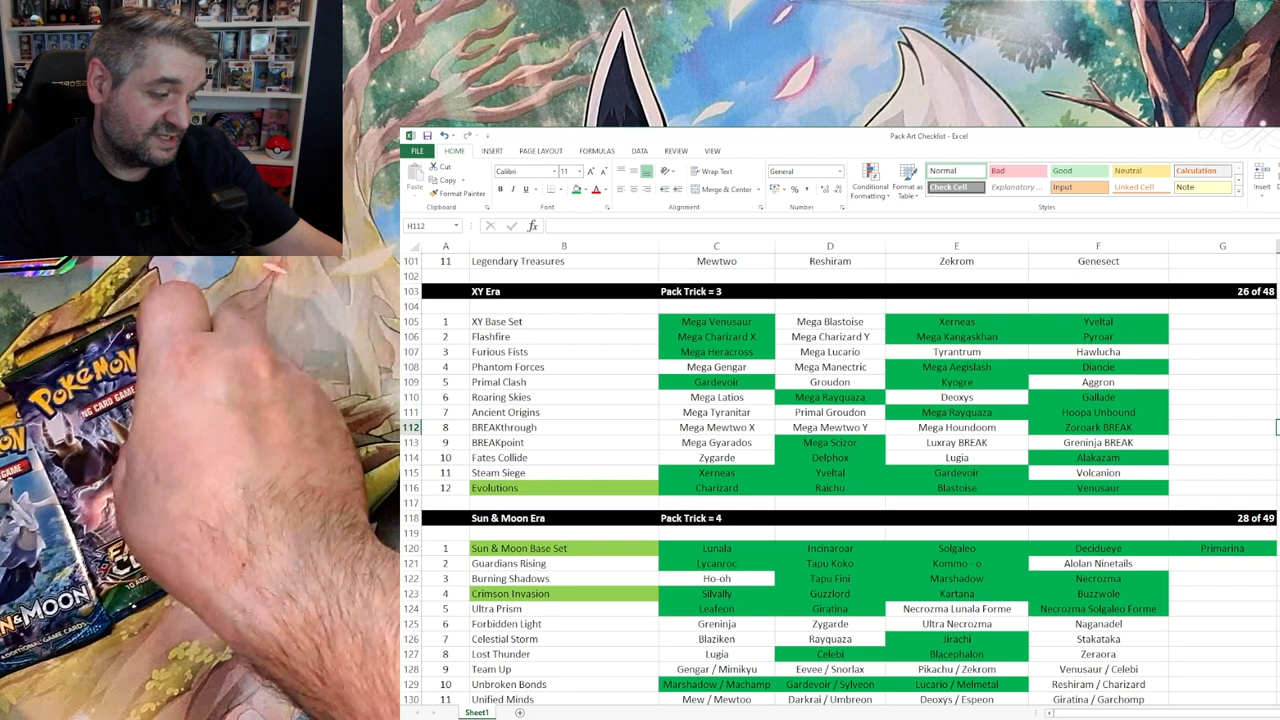 Pack Art Checklist - Excel
FILE HOME INSERT PAGE LAYOUT FORMULAS DATA REVIEW VIEW
Cut
Copy
Format Painter
Paste
Calibri 11
B I U
Wrap Text
Merge & Center
General
Conditional Formatting
Format as Table
Normal Bad Good Neutral Calculation
Check Cell Explanatory ... Input Linked Cell Note
Insert
Clipboard Font Alignment Number Styles
H112 fx
A B C D E F G
101 11 Legendary Treasures Mewtwo Reshiram Zekrom Genesect
102
103 XY Era Pack Trick = 3 26 of 48
104
105 1 XY Base Set Mega Venusaur Mega Blastoise Xerneas Yveltal
106 2 Flashfire Mega Charizard X Mega Charizard Y Mega Kangaskhan Pyroar
107 3 Furious Fists Mega Heracross Mega Lucario Tyrantrum Hawlucha
108 4 Phantom Forces Mega Gengar Mega Manectric Mega Aegislash Diancie
109 5 Primal Clash Gardevoir Groudon Kyogre Aggron
110 6 Roaring Skies Mega Latios Mega Rayquaza Deoxys Gallade
111 7 Ancient Origins Mega Tyranitar Primal Groudon Mega Rayquaza Hoopa Unbound
112 8 BREAKthrough Mega Mewtwo X Mega Mewtwo Y Mega Houndoom Zoroark BREAK
113 9 BREAKpoint Mega Gyarados Mega Scizor Luxray BREAK Greninja BREAK
114 10 Fates Collide Zygarde Delphox Lugia Alakazam
115 11 Steam Siege Xerneas Yveltal Gardevoir Volcanion
116 12 Evolutions Charizard Raichu Blastoise Venusaur
117
118 Sun & Moon Era Pack Trick = 4 28 of 49
119
120 1 Sun & Moon Base Set Lunala Incinaroar Solgaleo Decidueye Primarina
121 2 Guardians Rising Lycanroc Tapu Koko Kommo - o Alolan Ninetails
122 3 Burning Shadows Ho-oh Tapu Fini Marshadow Necrozma
123 4 Crimson Invasion Silvally Guzzlord Kartana Buzzwole
124 5 Ultra Prism Leafeon Giratina Necrozma Lunala Forme Necrozma Solgaleo Forme
125 6 Forbidden Light Greninja Zygarde Ultra Necrozma Naganadel
126 7 Celestial Storm Blaziken Rayquaza Jirachi Stakataka
127 8 Lost Thunder Lugia Celebi Blacephalon Zeraora
128 9 Team Up Gengar / Mimikyu Eevee / Snorlax Pikachu / Zekrom Venusaur / Celebi
129 10 Unbroken Bonds Marshadow / Machamp Gardevoir / Sylveon Lucario / Melmetal Reshiram / Charizard
130 11 Unified Minds Mew / Mewtoo Darkrai / Umbreon Deoxys / Espeon Giratina / Garchomp
Sheet1
POKÉMON
& MOON
ADDITIONAL GAME CARDS